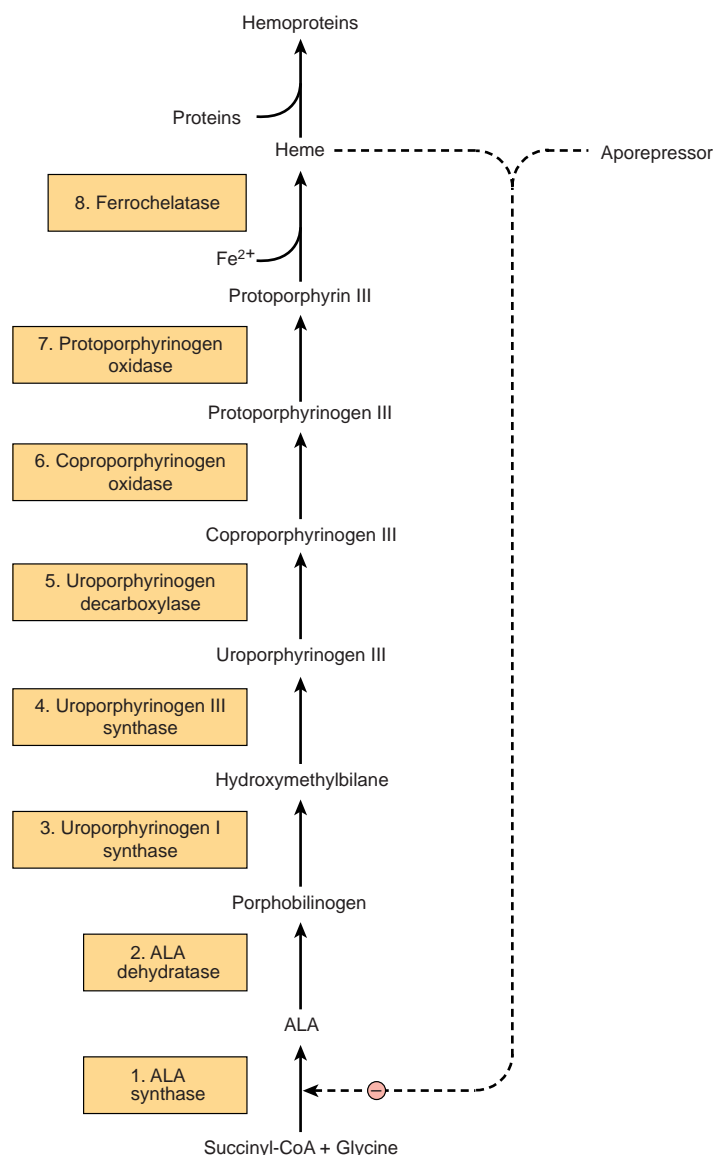 Hemoproteins
Proteins
Heme
Aporepressor
8. Ferrochelatase
Fe²⁺
Protoporphyrin III
7. Protoporphyrinogen
oxidase
Protoporphyrinogen III
6. Coproporphyrinogen
oxidase
Coproporphyrinogen III
5. Uroporphyrinogen
decarboxylase
Uroporphyrinogen III
4. Uroporphyrinogen III
synthase
Hydroxymethylbilane
3. Uroporphyrinogen I
synthase
Porphobilinogen
2. ALA
dehydratase
ALA
1. ALA
synthase
−
Succinyl-CoA + Glycine